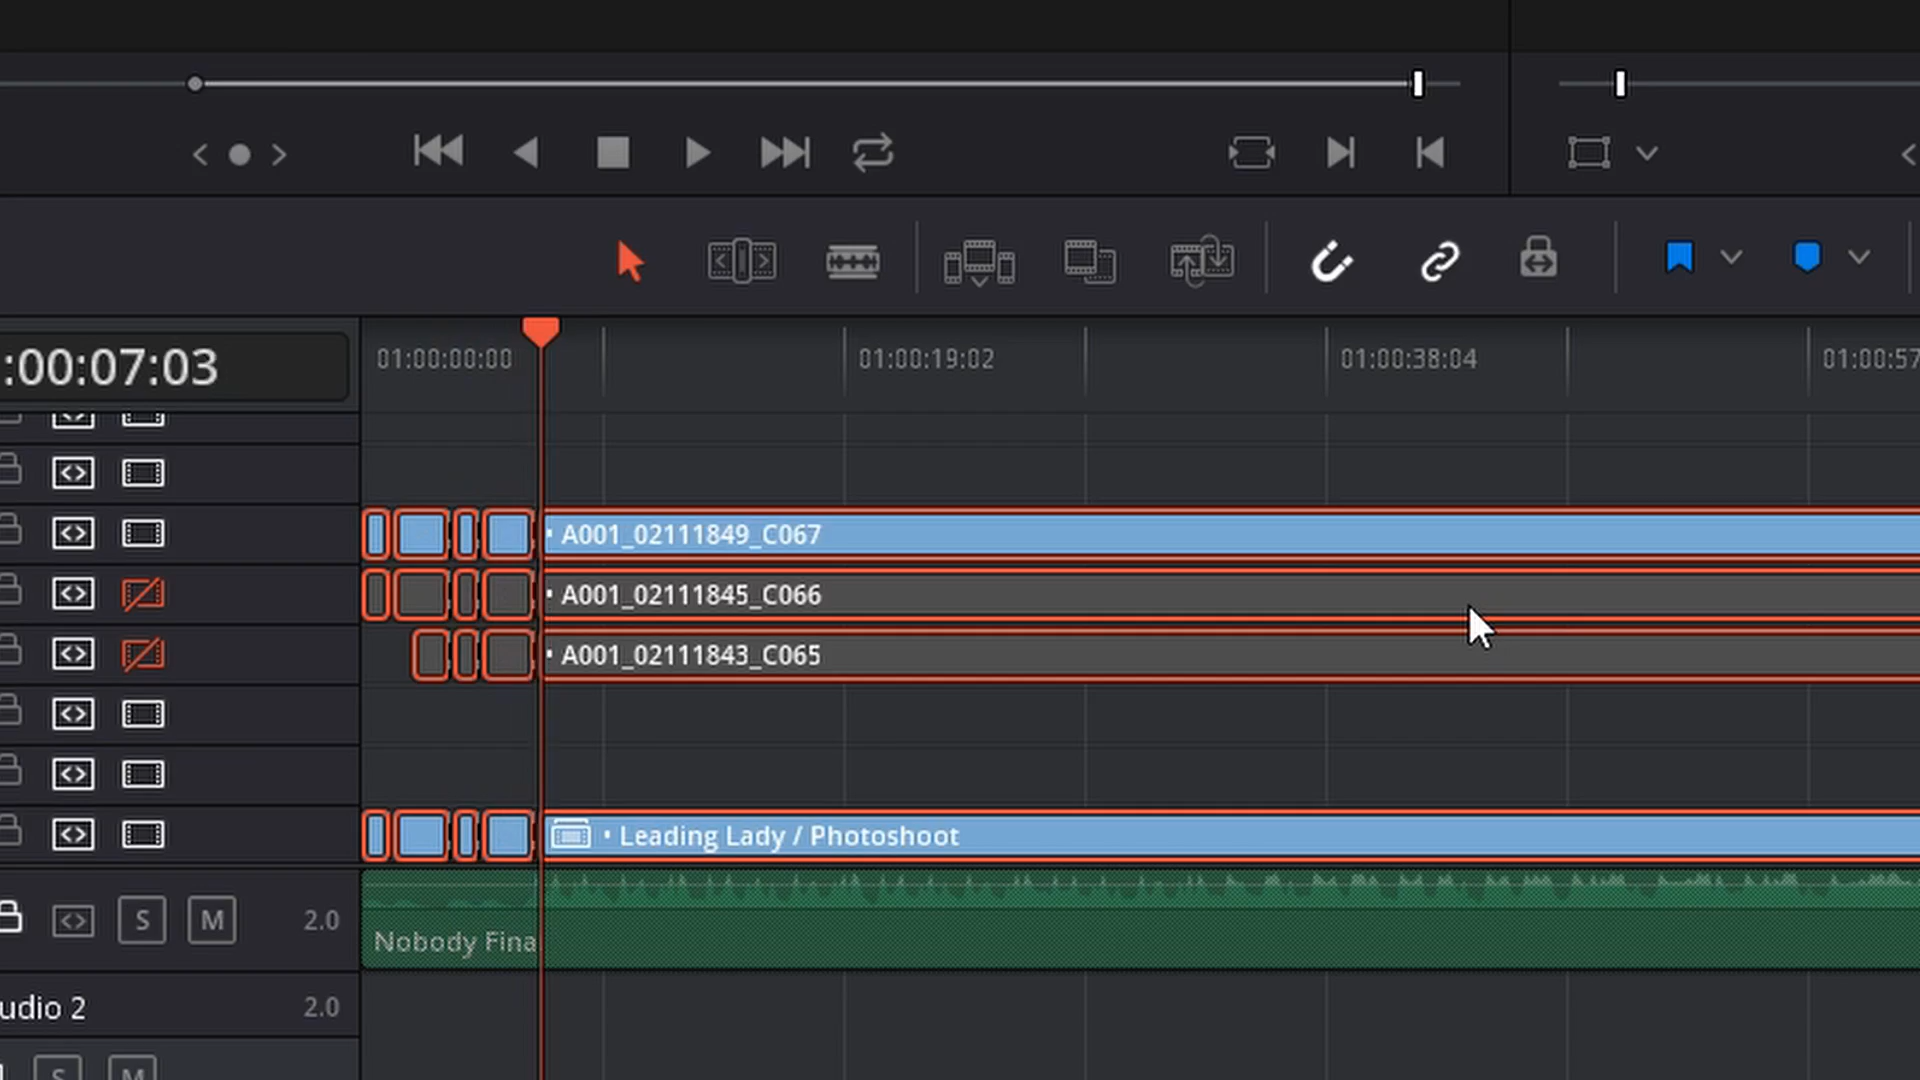 :00:07:03
01:00:00:00
01:00:19:02
01:00:38:04
01:00:57
• A001_02111849_C067
• A001_02111845_C066
• A001_02111843_C065
• Leading Lady / Photoshoot
S M 2.0
Nobody Fina
udio 2 2.0
S M